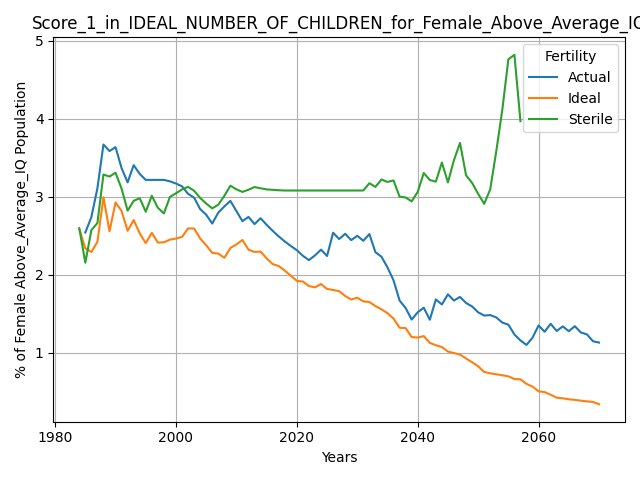 Score_1_in_IDEAL_NUMBER_OF_CHILDREN_for_Female_Above_Average_IQ
% of Female Above_Average_IQ Population
5
4
3
2
1
Fertility
Actual
Ideal
Sterile
1980
2000
2020
2040
2060
Years